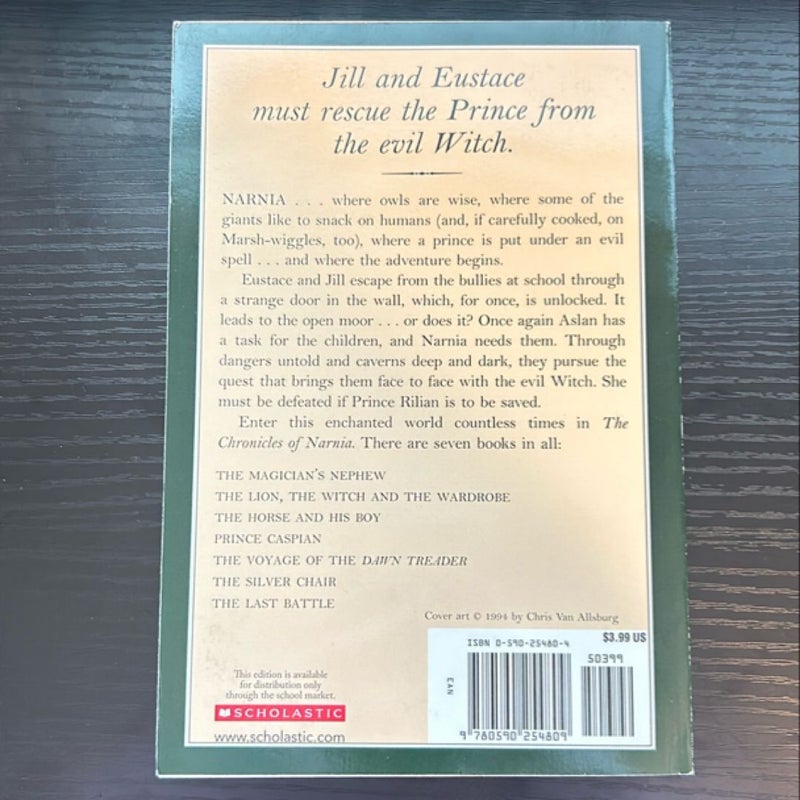 Jill and Eustace
must rescue the Prince from
the evil Witch.
NARNIA . . . where owls are wise, where some of the
giants like to snack on humans (and, if carefully cooked, on
Marsh-wiggles, too), where a prince is put under an evil
spell . . . and where the adventure begins.
Eustace and Jill escape from the bullies at school through
a strange door in the wall, which, for once, is unlocked. It
leads to the open moor . . . or does it? Once again Aslan has
a task for the children, and Narnia needs them. Through
dangers untold and caverns deep and dark, they pursue the
quest that brings them face to face with the evil Witch. She
must be defeated if Prince Rilian is to be saved.
Enter this enchanted world countless times in The
Chronicles of Narnia. There are seven books in all:
THE MAGICIAN'S NEPHEW
THE LION, THE WITCH AND THE WARDROBE
THE HORSE AND HIS BOY
PRINCE CASPIAN
THE VOYAGE OF THE DAWN TREADER
THE SILVER CHAIR
THE LAST BATTLE
Cover art © 1994 by Chris Van Allsburg
ISBN 0-590-25480-4
$3.99 US
50399
EAN
9 780590 254809
This edition is available
for distribution only
through the school market.
SCHOLASTIC
www.scholastic.com